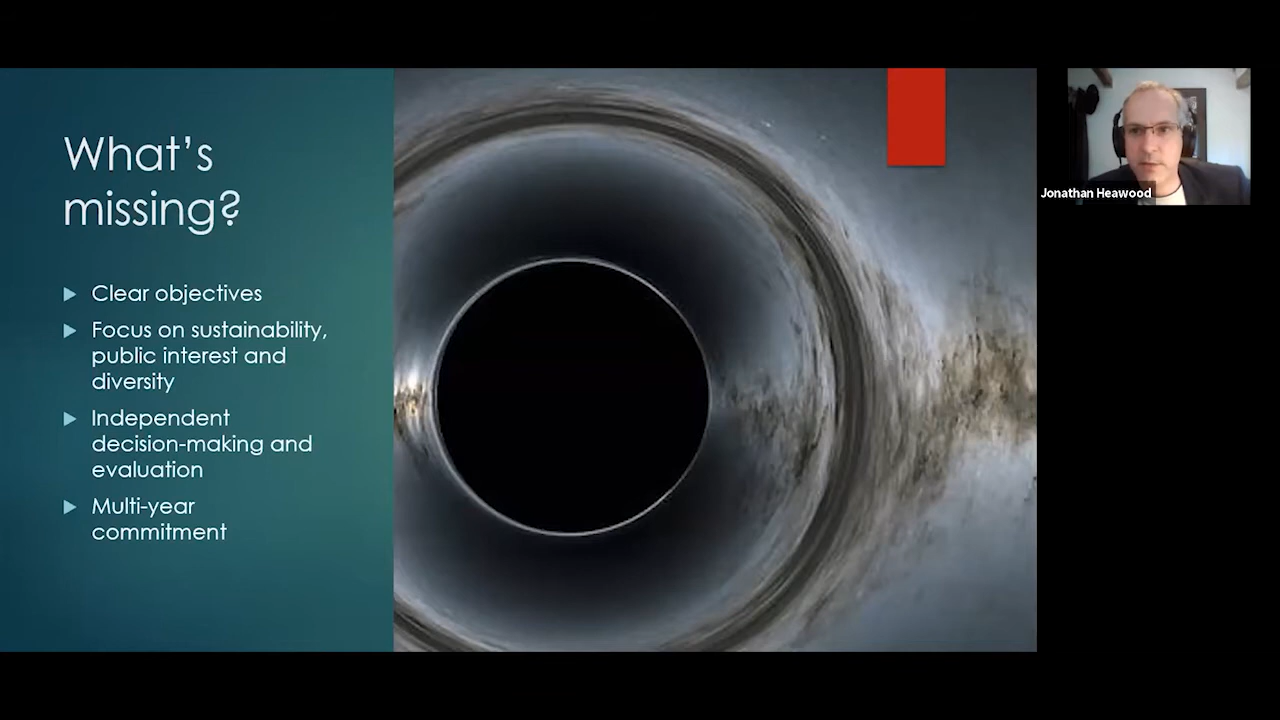 What's
missing?
Clear objectives
Focus on sustainability,
public interest and
diversity
Independent
decision-making and
evaluation
Multi-year
commitment
Jonathan Heawood